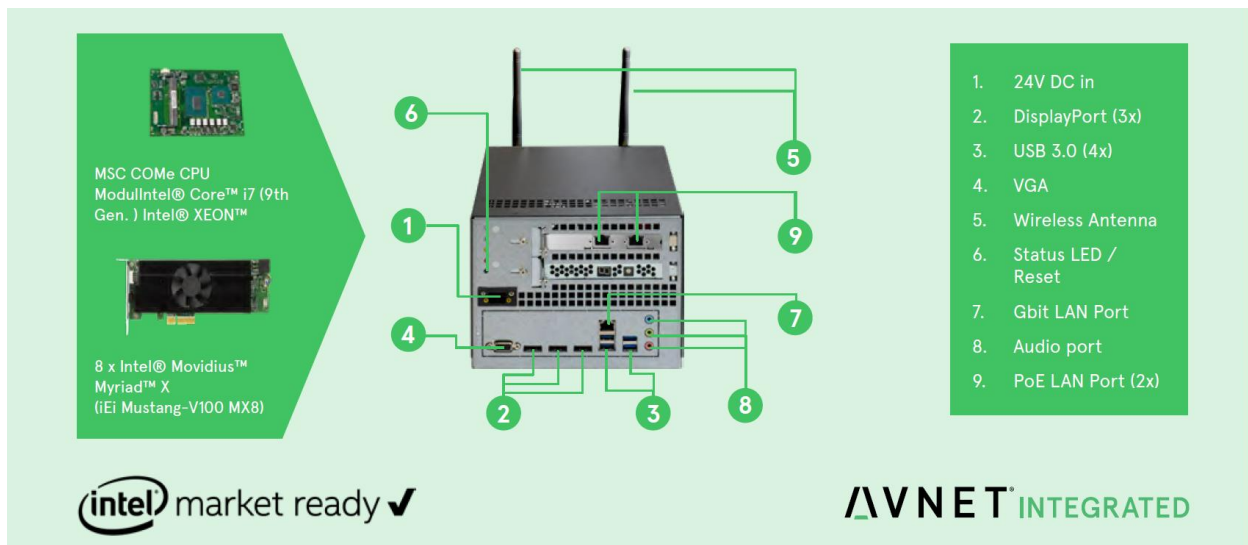 MSC COMe CPU
ModulIntel® Core™ i7 (9th
Gen. ) Intel® XEON™
8 x Intel® Movidius™
Myriad™ X
(iEi Mustang-V100 MX8)
6
5
1
9
7
4
2
3
8
1. 24V DC in
2. DisplayPort (3x)
3. USB 3.0 (4x)
4. VGA
5. Wireless Antenna
6. Status LED /
Reset
7. Gbit LAN Port
8. Audio port
9. PoE LAN Port (2x)
intel® market ready ✔
AVNET® INTEGRATED